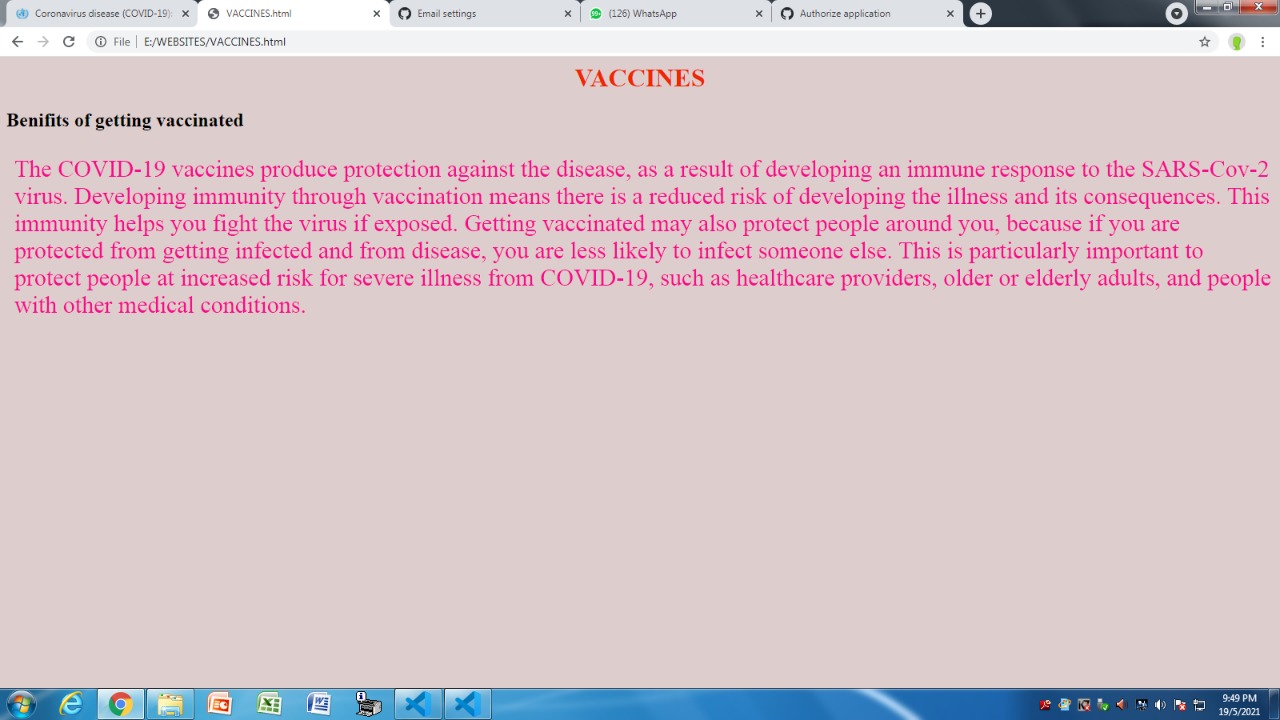 Coronavirus disease (COVID-19):
VACCINES.html
Email settings
(126) WhatsApp
Authorize application
File
E:/WEBSITES/VACCINES.html
VACCINES
Benifits of getting vaccinated
The COVID-19 vaccines produce protection against the disease, as a result of developing an immune response to the SARS-Cov-2
virus. Developing immunity through vaccination means there is a reduced risk of developing the illness and its consequences. This
immunity helps you fight the virus if exposed. Getting vaccinated may also protect people around you, because if you are
protected from getting infected and from disease, you are less likely to infect someone else. This is particularly important to
protect people at increased risk for severe illness from COVID-19, such as healthcare providers, older or elderly adults, and people
with other medical conditions.
9:49 PM
19/5/2021